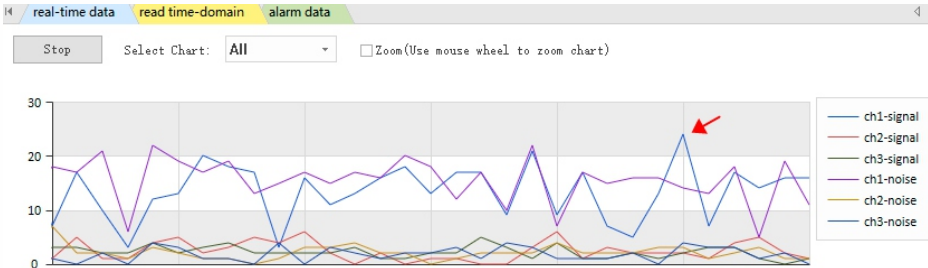 real-time data read time-domain alarm data
Stop Select Chart: All Zoom(Use mouse wheel to zoom chart)
30
20
10
0
ch1-signal
ch2-signal
ch3-signal
ch1-noise
ch2-noise
ch3-noise